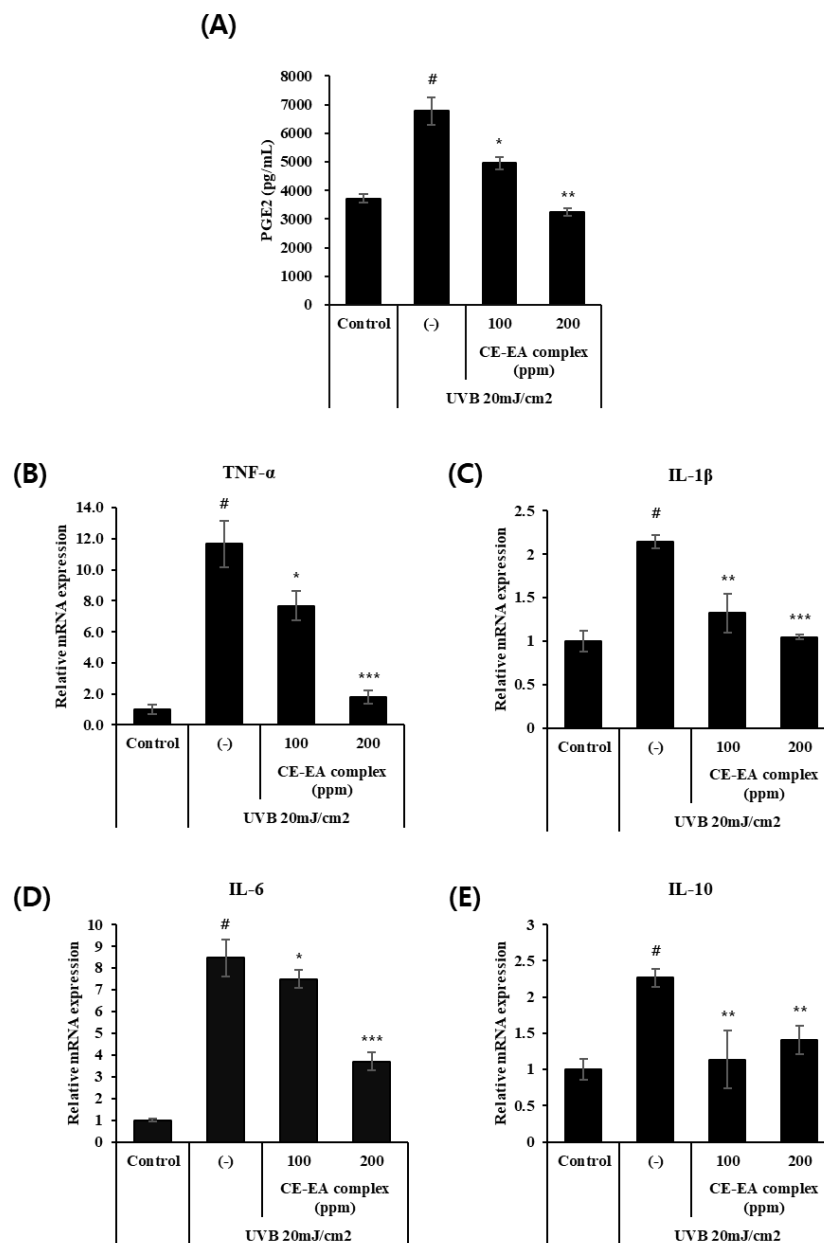 (A)
8000
7000
6000
5000
4000
3000
2000
1000
0
PGE2 (pg/mL)
#
*
**
Control
(-)
100
200
CE-EA complex
(ppm)
UVB 20mJ/cm2
(B)
TNF-α
14.0
12.0
10.0
8.0
6.0
4.0
2.0
0.0
Relative mRNA expression
#
*
***
Control
(-)
100
200
CE-EA complex
(ppm)
UVB 20mJ/cm2
(C)
IL-1β
2.5
2
1.5
1
0.5
0
Relative mRNA expression
#
**
***
Control
(-)
100
200
CE-EA complex
(ppm)
UVB 20mJ/cm2
(D)
IL-6
10
9
8
7
6
5
4
3
2
1
0
Relative mRNA expression
#
*
***
Control
(-)
100
200
CE-EA complex
(ppm)
UVB 20mJ/cm2
(E)
IL-10
3
2.5
2
1.5
1
0.5
0
Relative mRNA expression
#
**
**
Control
(-)
100
200
CE-EA complex
(ppm)
UVB 20mJ/cm2